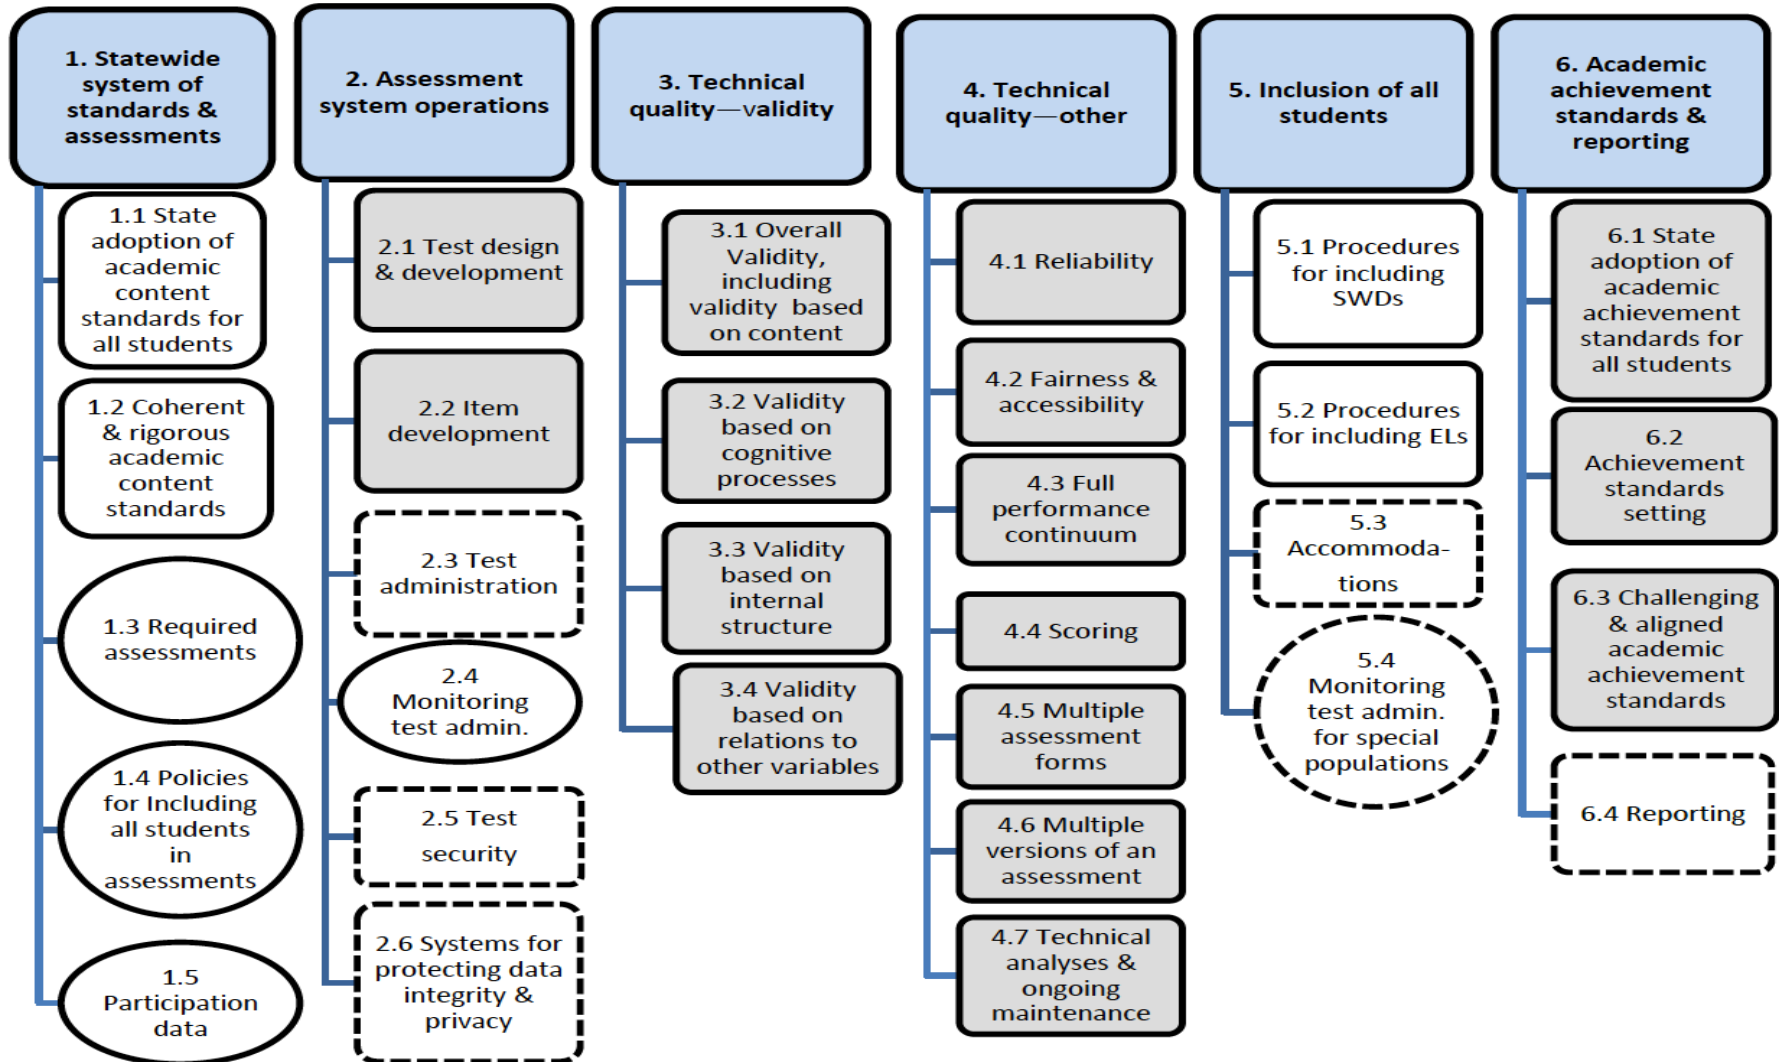 1. Statewide
system of
standards &
assessments
1.1 State
adoption of
academic
content
standards for
all students
1.2 Coherent
& rigorous
academic
content
standards
1.3 Required
assessments
1.4 Policies
for Including
all students
in
assessments
1.5
Participation
data
2. Assessment
system operations
2.1 Test design
& development
2.2 Item
development
2.3 Test
administration
2.4
Monitoring
test admin.
2.5 Test
security
2.6 Systems for
protecting data
integrity &
privacy
3. Technical
quality—validity
3.1 Overall
Validity,
including
validity based
on content
3.2 Validity
based on
cognitive
processes
3.3 Validity
based on
internal
structure
3.4 Validity
based on
relations to
other variables
4. Technical
quality—other
4.1 Reliability
4.2 Fairness &
accessibility
4.3 Full
performance
continuum
4.4 Scoring
4.5 Multiple
assessment
forms
4.6 Multiple
versions of an
assessment
4.7 Technical
analyses &
ongoing
maintenance
5. Inclusion of all
students
5.1 Procedures
for including
SWDs
5.2 Procedures
for including ELs
5.3
Accommoda-
tions
5.4
Monitoring
test admin.
for special
populations
6. Academic
achievement
standards &
reporting
6.1 State
adoption of
academic
achievement
standards for
all students
6.2
Achievement
standards
setting
6.3 Challenging
& aligned
academic
achievement
standards
6.4 Reporting